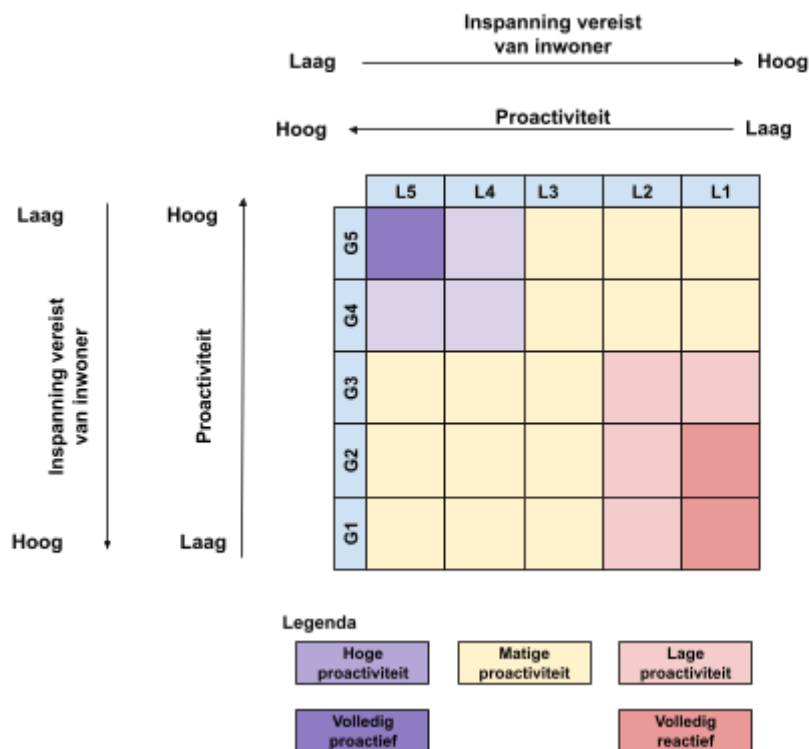 Inspanning vereist
van inwoner
Laag
Hoog
Proactiviteit
Hoog
Laag
L5 L4 L3 L2 L1
Laag
Hoog
G5
G4
G3
G2
G1
Inspanning vereist
van inwoner
Proactiviteit
Hoog
Laag
Legenda
Hoge
proactiviteit
Matige
proactiviteit
Lage
proactiviteit
Volledig
proactief
Volledig
reactief